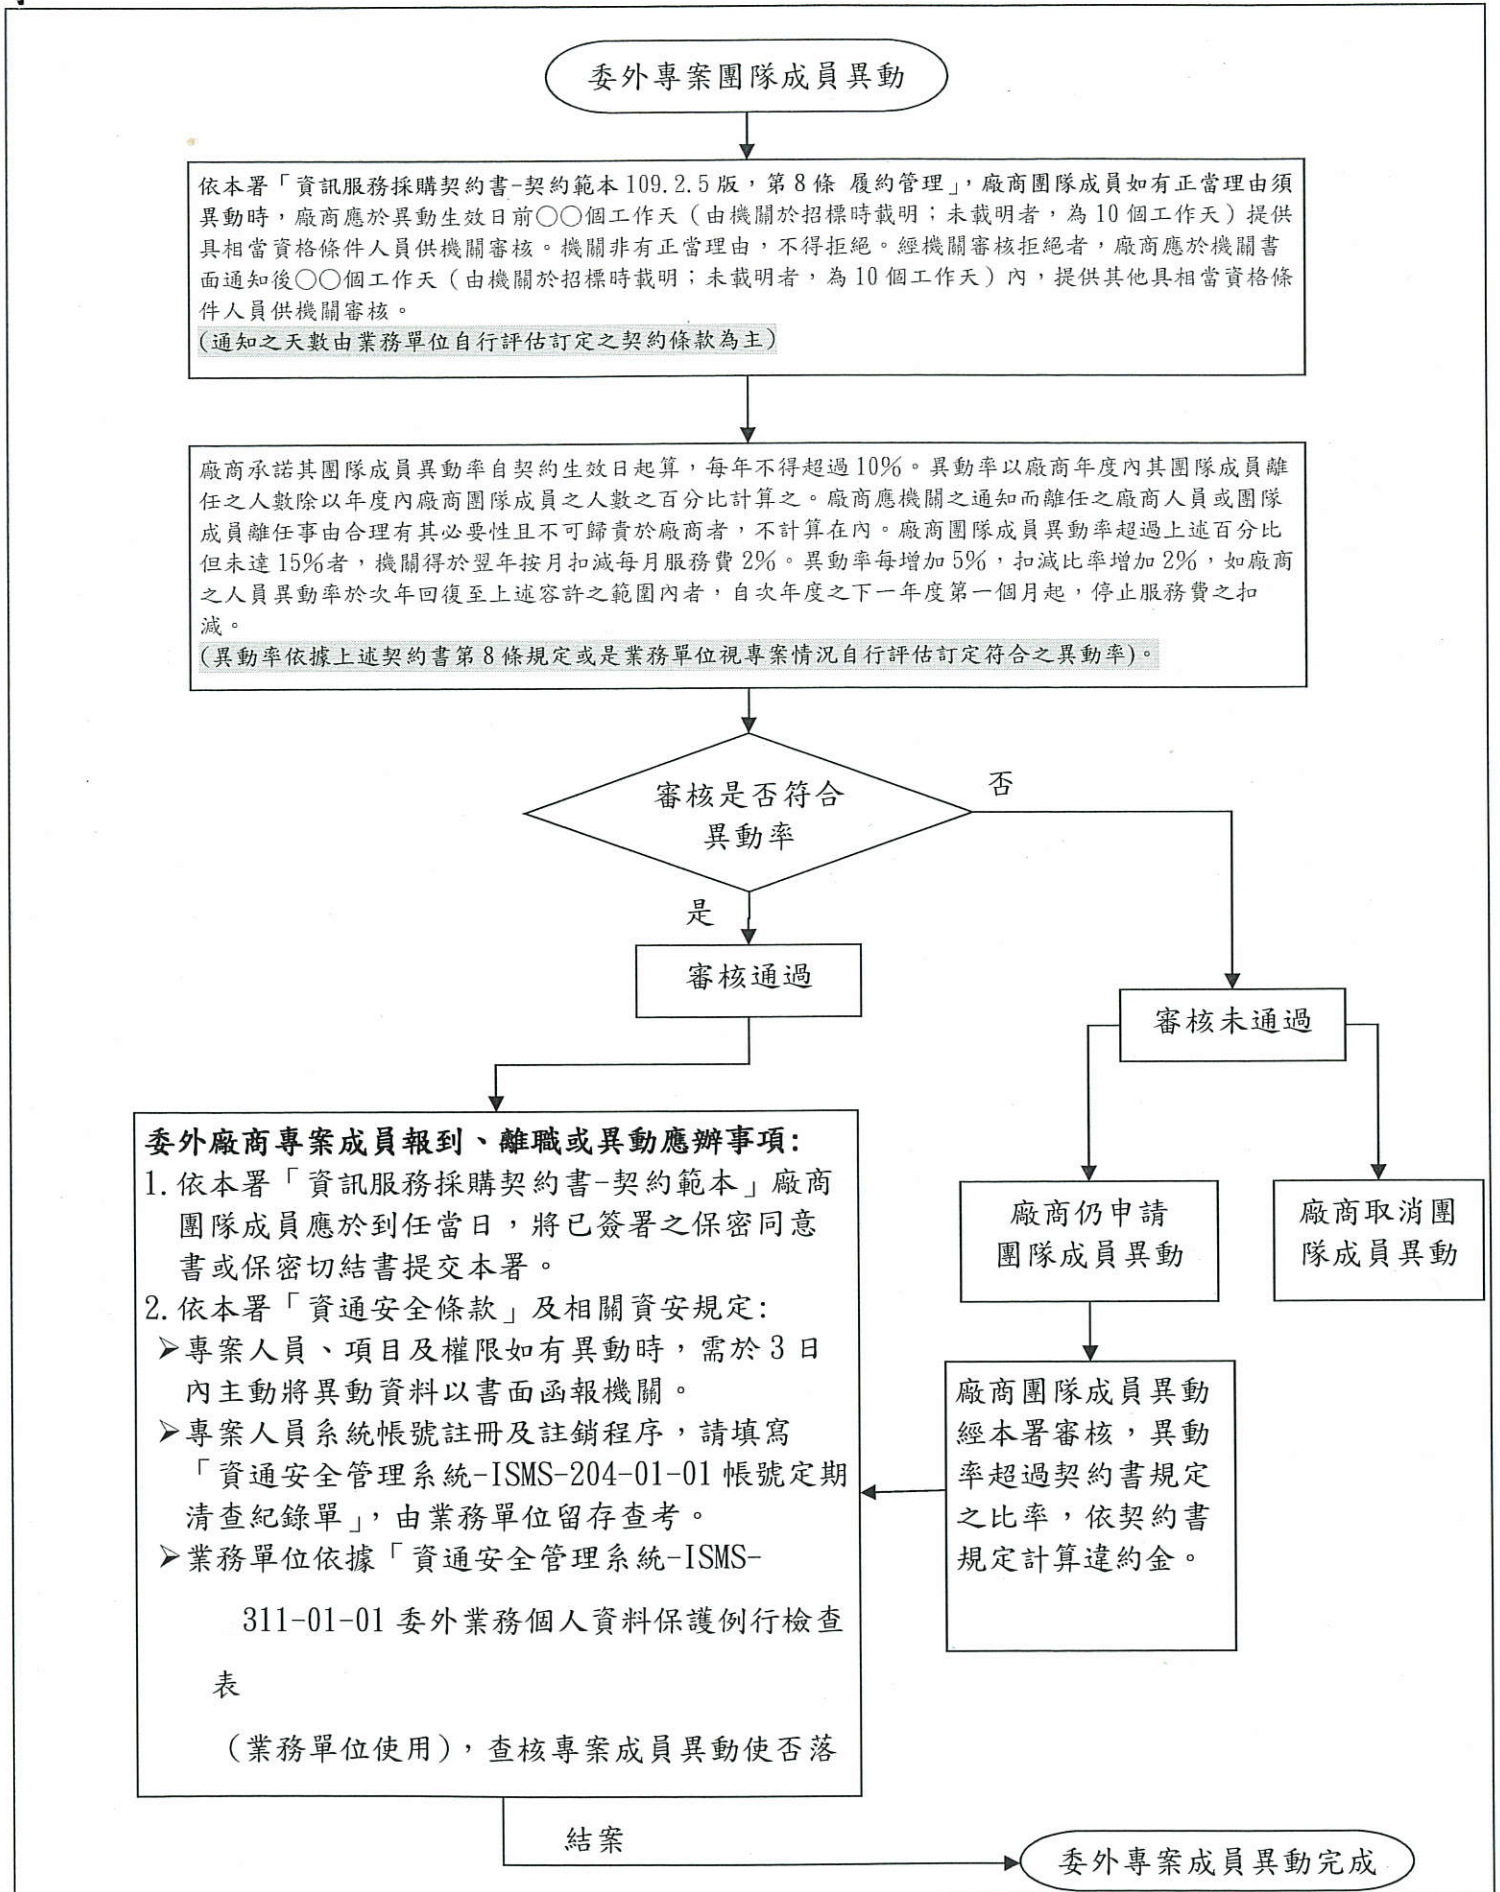 委外專案團隊成員異動
依本署「資訊服務採購契約書-契約範本 109.2.5 版，第 8 條 履約管理」，廠商團隊成員如有正當理由須
異動時，廠商應於異動生效日前○○個工作天（由機關於招標時載明；未載明者，為 10 個工作天）提供
具相當資格條件人員供機關審核。機關非有正當理由，不得拒絕。經機關審核拒絕者，廠商應於機關書
面通知後○○個工作天（由機關於招標時載明；未載明者，為 10 個工作天）內，提供其他具相當資格條
件人員供機關審核。
(通知之天數由業務單位自行評估訂定之契約條款為主)
廠商承諾其團隊成員異動率自契約生效日起算，每年不得超過 10%。異動率以廠商年度內其團隊成員離
任之人數除以年度內廠商團隊成員之人數之百分比計算之。廠商應機關之通知而離任之廠商人員或團隊
成員離任事由合理有其必要性且不可歸責於廠商者，不計算在內。廠商團隊成員異動率超過上述百分比
但未達 15%者，機關得於翌年按月扣減每月服務費 2%。異動率每增加 5%，扣減比率增加 2%，如廠商
之人員異動率於次年回復至上述容許之範圍內者，自次年度之下一年度第一個月起，停止服務費之扣
減。
(異動率依據上述契約書第 8 條規定或是業務單位視專案情況自行評估訂定符合之異動率)。
審核是否符合
異動率
否
是
審核通過
審核未通過
委外廠商專案成員報到、離職或異動應辦事項:
1. 依本署「資訊服務採購契約書-契約範本」廠商
團隊成員應於到任當日，將已簽署之保密同意
書或保密切結書提交本署。
2. 依本署「資通安全條款」及相關資安規定:
➢專案人員、項目及權限如有異動時，需於 3 日
內主動將異動資料以書面函報機關。
➢專案人員系統帳號註冊及註銷程序，請填寫
「資通安全管理系統-ISMS-204-01-01 帳號定期
清查紀錄單」，由業務單位留存查考。
➢業務單位依據「資通安全管理系統-ISMS-
311-01-01 委外業務個人資料保護例行檢查
表
（業務單位使用），查核專案成員異動使否落
廠商仍申請
團隊成員異動
廠商取消團
隊成員異動
廠商團隊成員異動
經本署審核，異動
率超過契約書規定
之比率，依契約書
規定計算違約金。
結案
委外專案成員異動完成